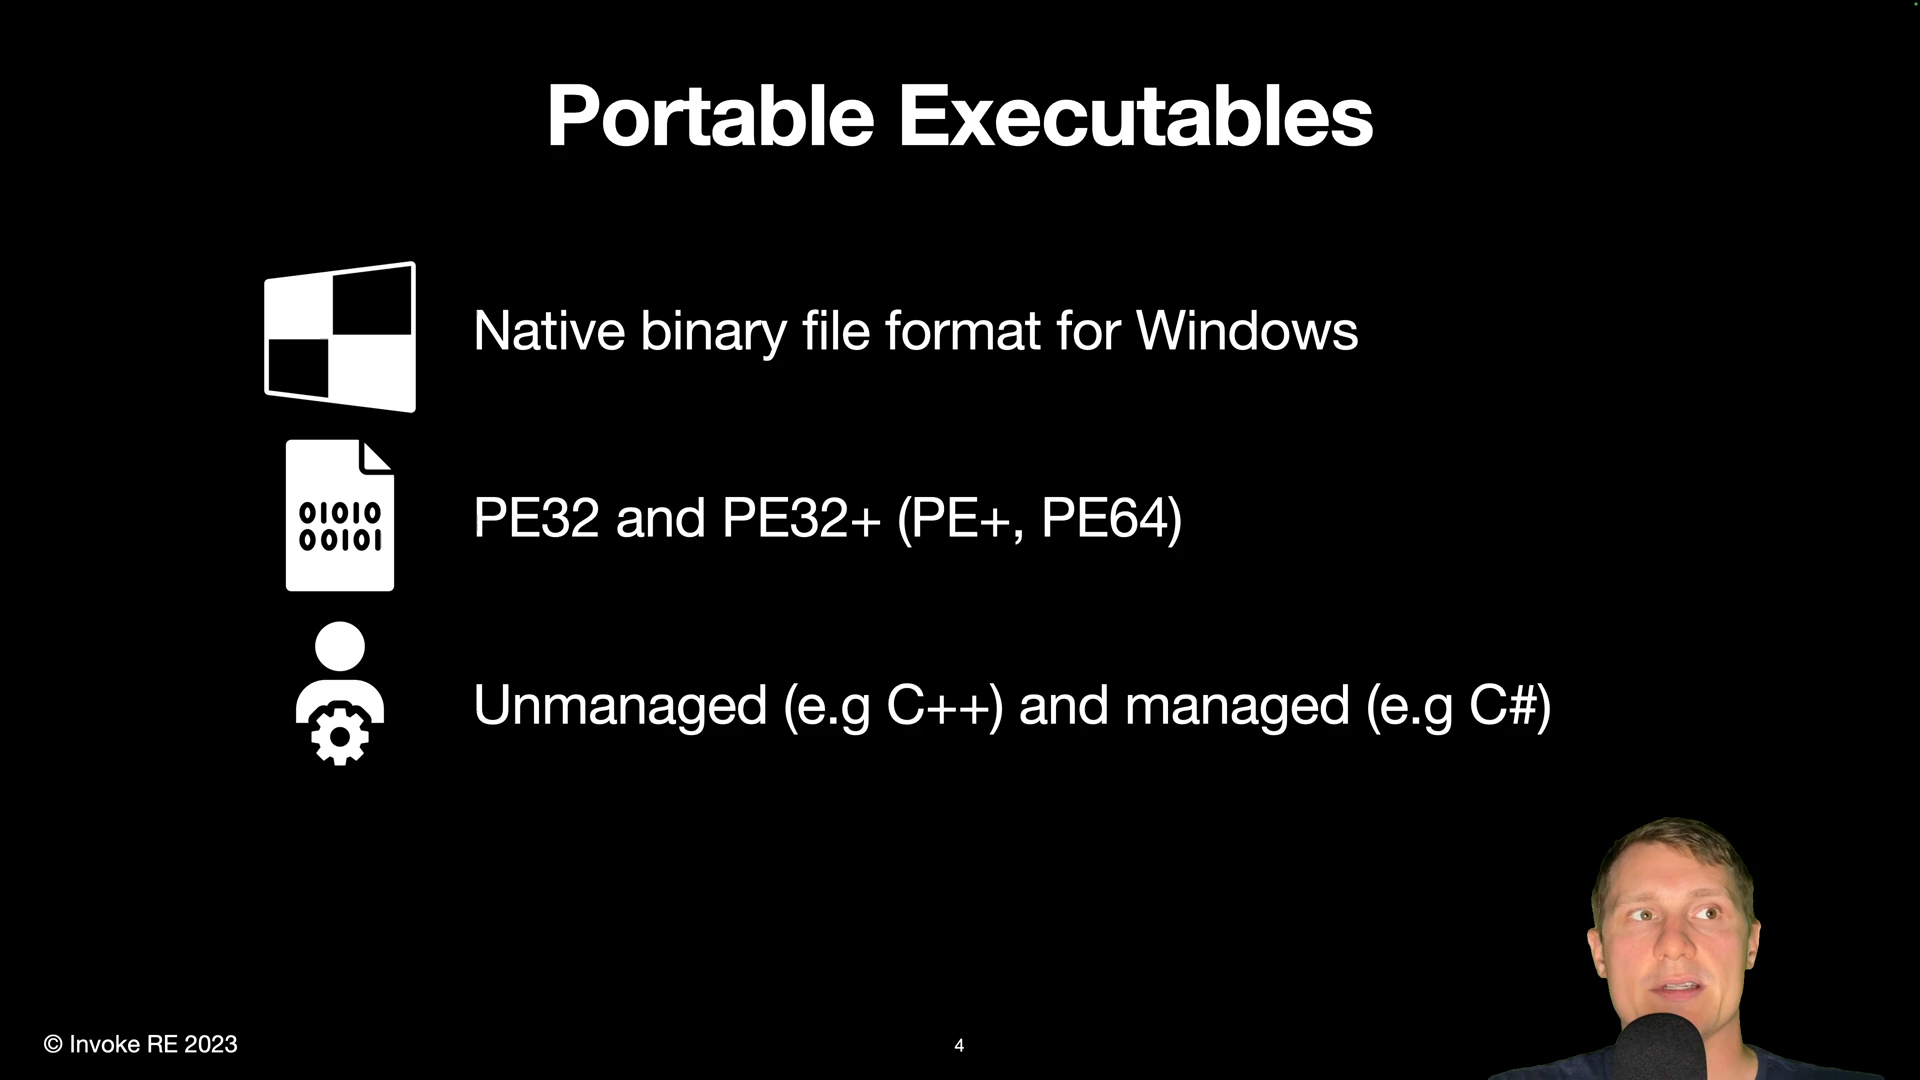 Portable Executables
Native binary file format for Windows
01010
00101
PE32 and PE32+ (PE+, PE64)
Unmanaged (e.g C++) and managed (e.g C#)
© Invoke RE 2023
4